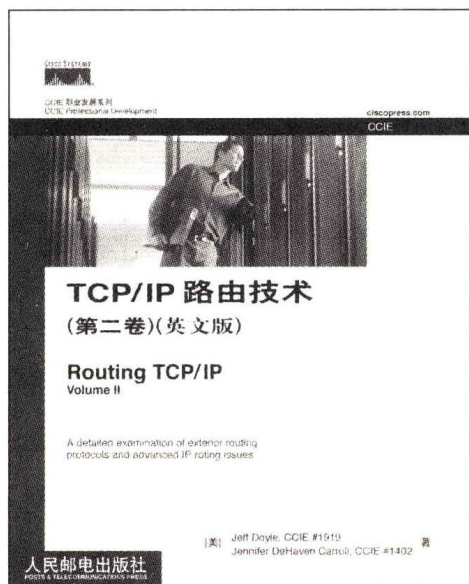 CISCO SYSTEMS
CCIE 职业发展系列
CCIE Professional Development
ciscopress.com
CCIE
TCP/IP 路由技术
(第二卷)(英文版)
Routing TCP/IP
Volume II
A detailed examination of exterior routing
protocols and advanced IP roting issues
[美] Jeff Doyle, CCIE #1919
Jennifer DeHaven Carroll, CCIE #1402 著
人民邮电出版社
POSTS & TELECOMMUNICATIONS PRESS